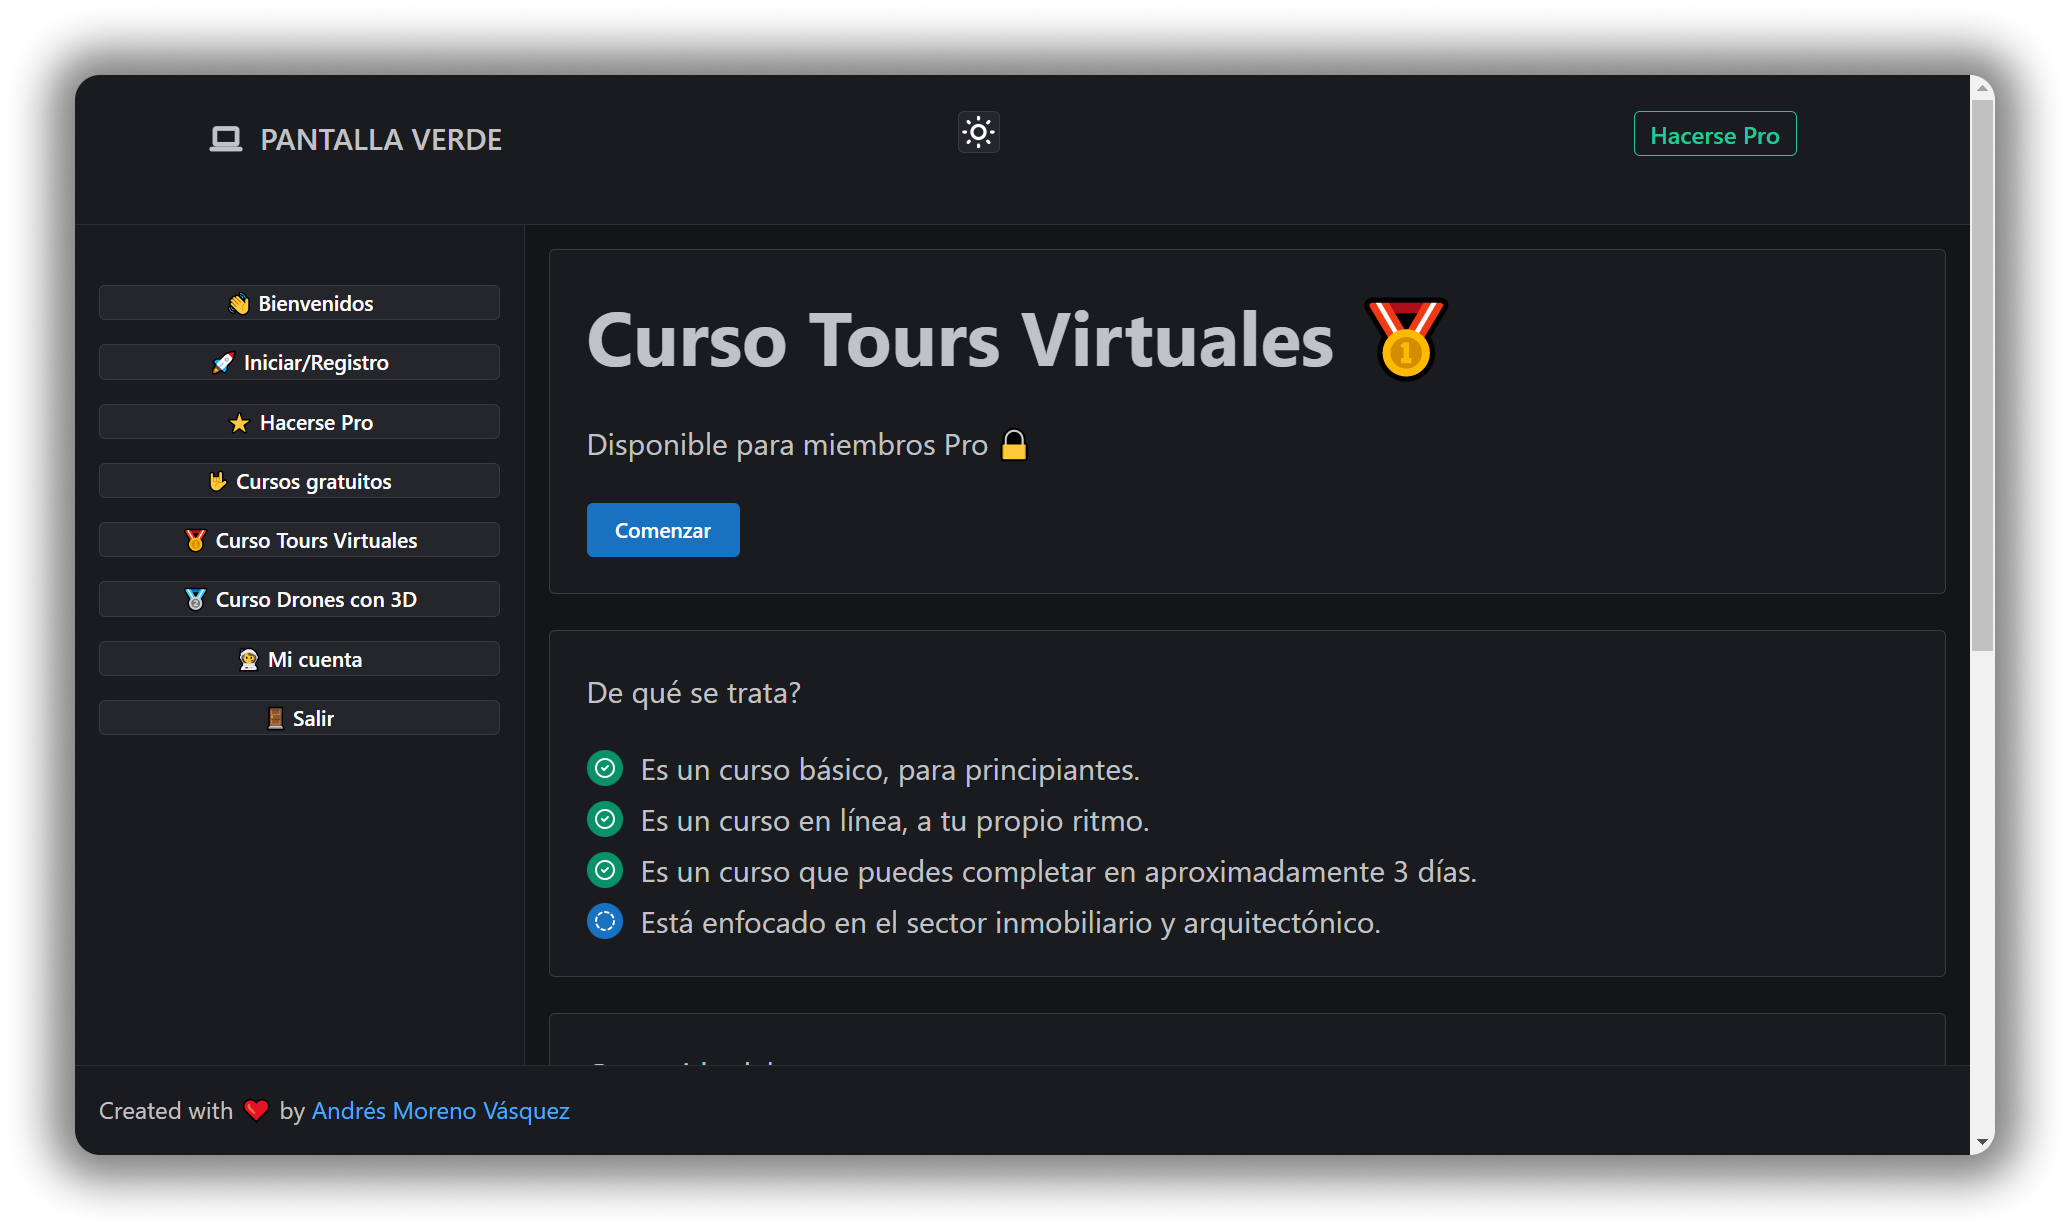 PANTALLA VERDE
Hacerse Pro
👋 Bienvenidos
🚀 Iniciar/Registro
⭐ Hacerse Pro
🤟 Cursos gratuitos
🥇 Curso Tours Virtuales
🥈 Curso Drones con 3D
Mi cuenta
🚪 Salir
Curso Tours Virtuales 🥇
Disponible para miembros Pro 🔒
Comenzar
De qué se trata?
Es un curso básico, para principiantes.
Es un curso en línea, a tu propio ritmo.
Es un curso que puedes completar en aproximadamente 3 días.
Está enfocado en el sector inmobiliario y arquitectónico.
Created with ❤️ by Andrés Moreno Vásquez